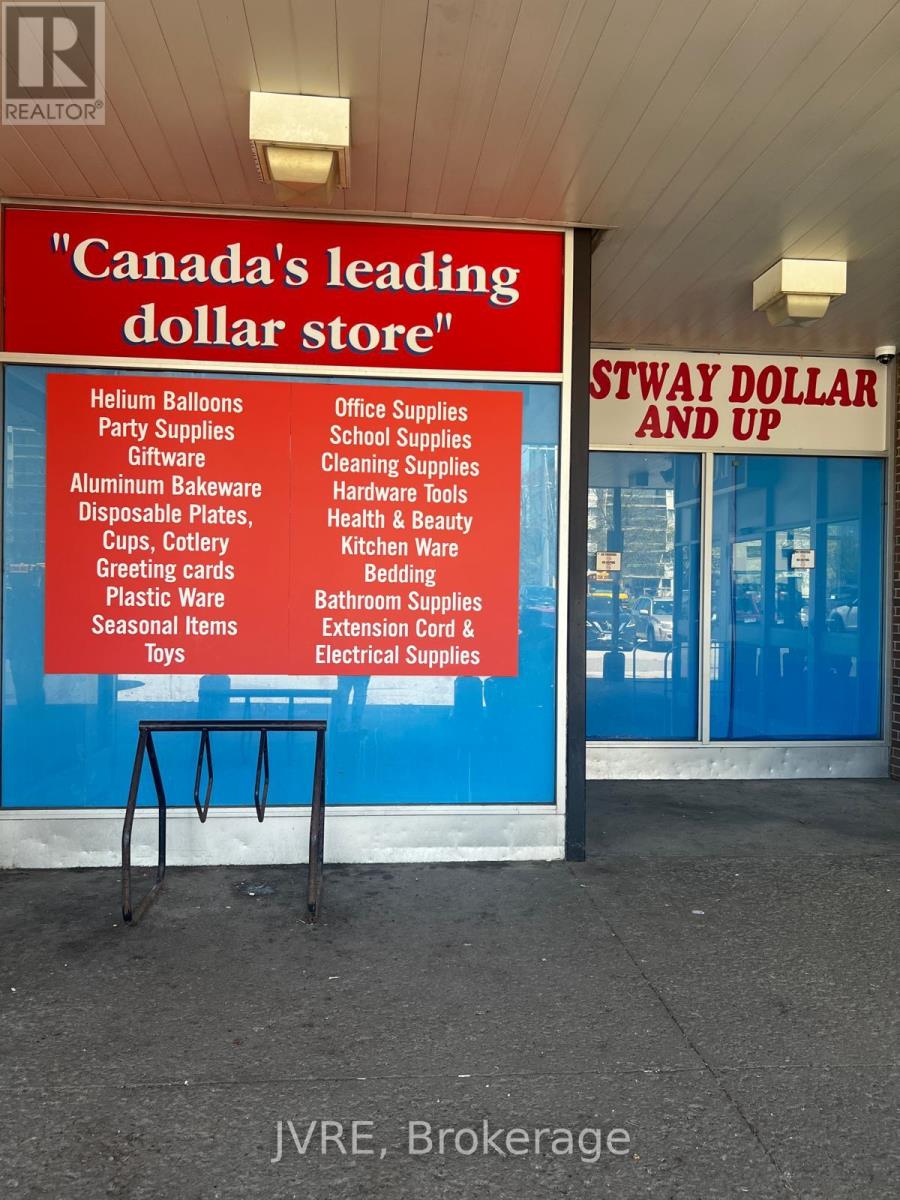 REALTOR®
"Canada's leading
dollar store"
Helium Balloons
Party Supplies
Giftware
Aluminum Bakeware
Disposable Plates,
Cups, Cotlery
Greeting cards
Plastic Ware
Seasonal Items
Toys
Office Supplies
School Supplies
Cleaning Supplies
Hardware Tools
Health & Beauty
Kitchen Ware
Bedding
Bathroom Supplies
Extension Cord &
Electrical Supplies
STWAY DOLLAR
AND UP
JVRE, Brokerage